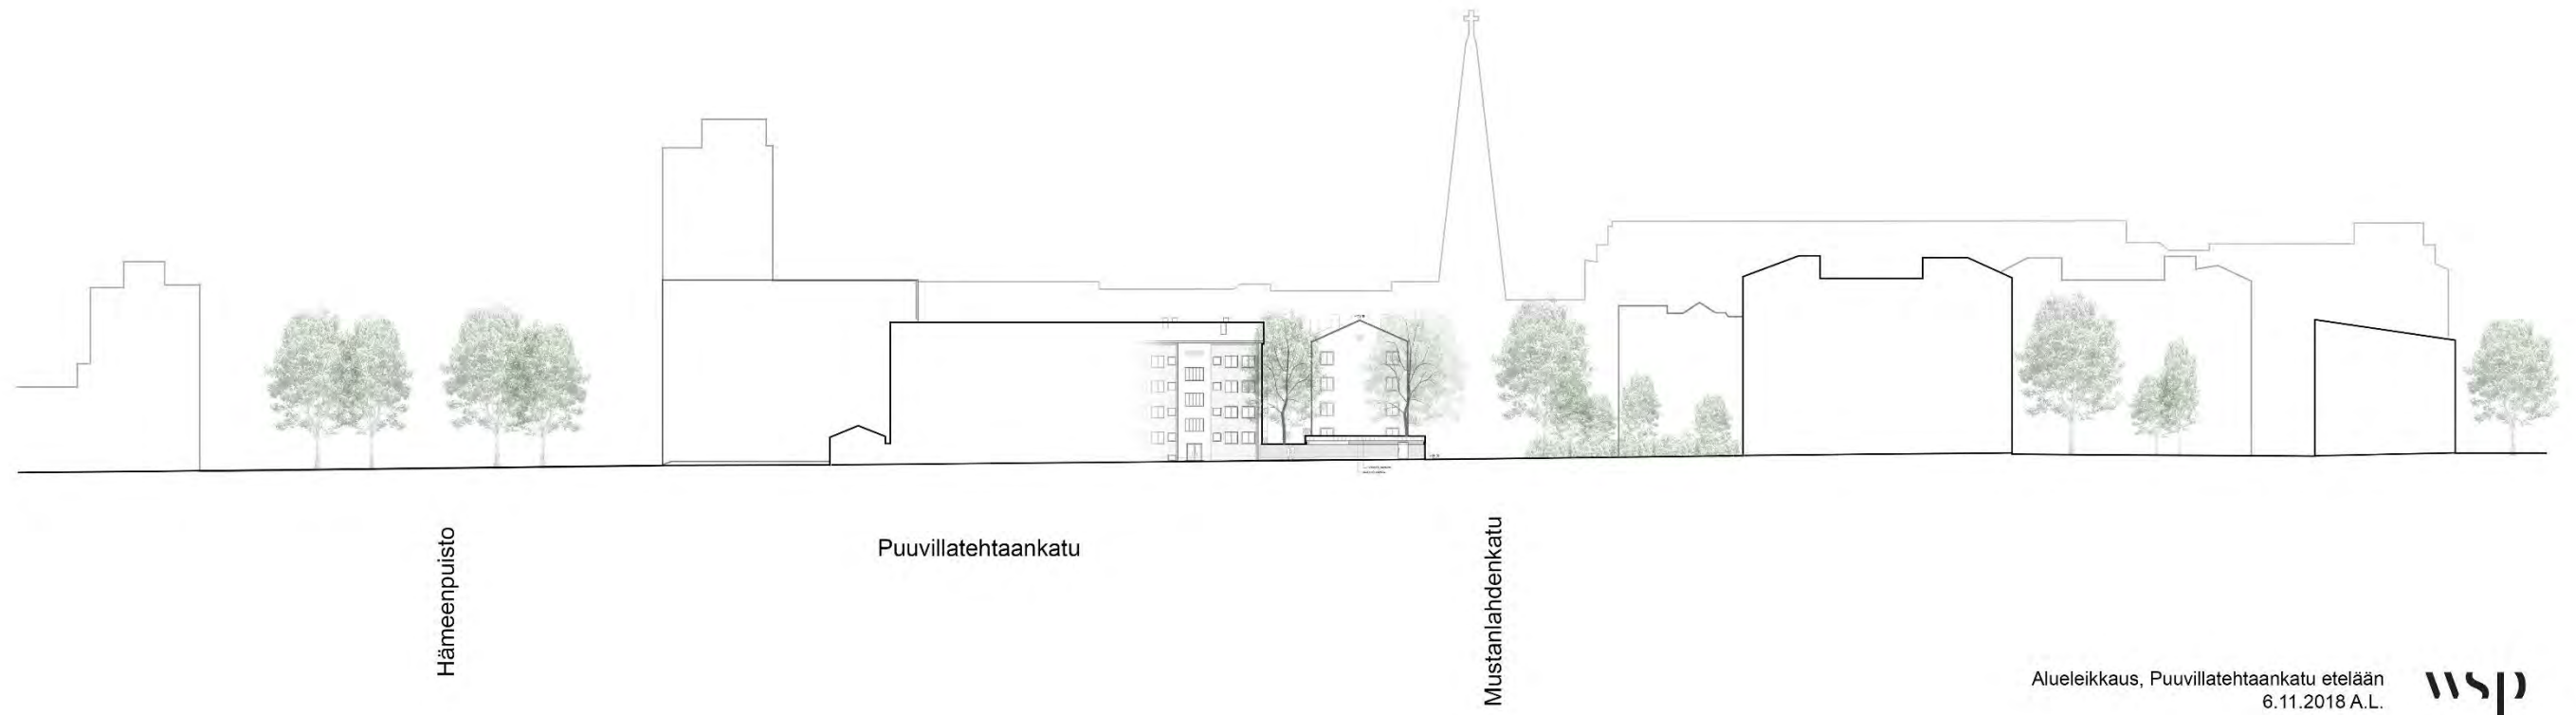 Hämeenpuisto
Puuvillatehtaankatu
Mustanlahdenkatu
Alueleikkaus, Puuvillatehtaankatu etelään
6.11.2018 A.L.
wsp